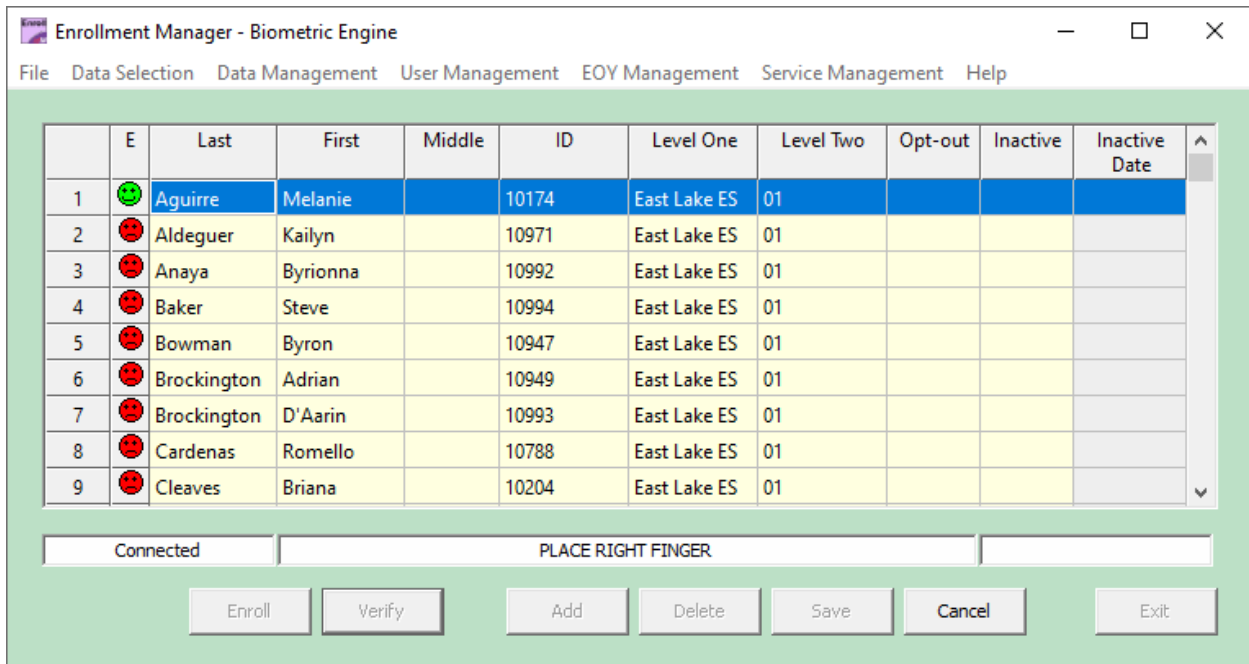 Enroll
Enrollment Manager - Biometric Engine
File Data Selection Data Management User Management EOY Management Service Management Help
E Last First Middle ID Level One Level Two Opt-out Inactive Inactive Date
1 Aguirre Melanie 10174 East Lake ES 01
2 Aldeguer Kailyn 10971 East Lake ES 01
3 Anaya Byrionna 10992 East Lake ES 01
4 Baker Steve 10994 East Lake ES 01
5 Bowman Byron 10947 East Lake ES 01
6 Brockington Adrian 10949 East Lake ES 01
7 Brockington D'Aarin 10993 East Lake ES 01
8 Cardenas Romello 10788 East Lake ES 01
9 Cleaves Briana 10204 East Lake ES 01
Connected PLACE RIGHT FINGER
Enroll Verify Add Delete Save Cancel Exit